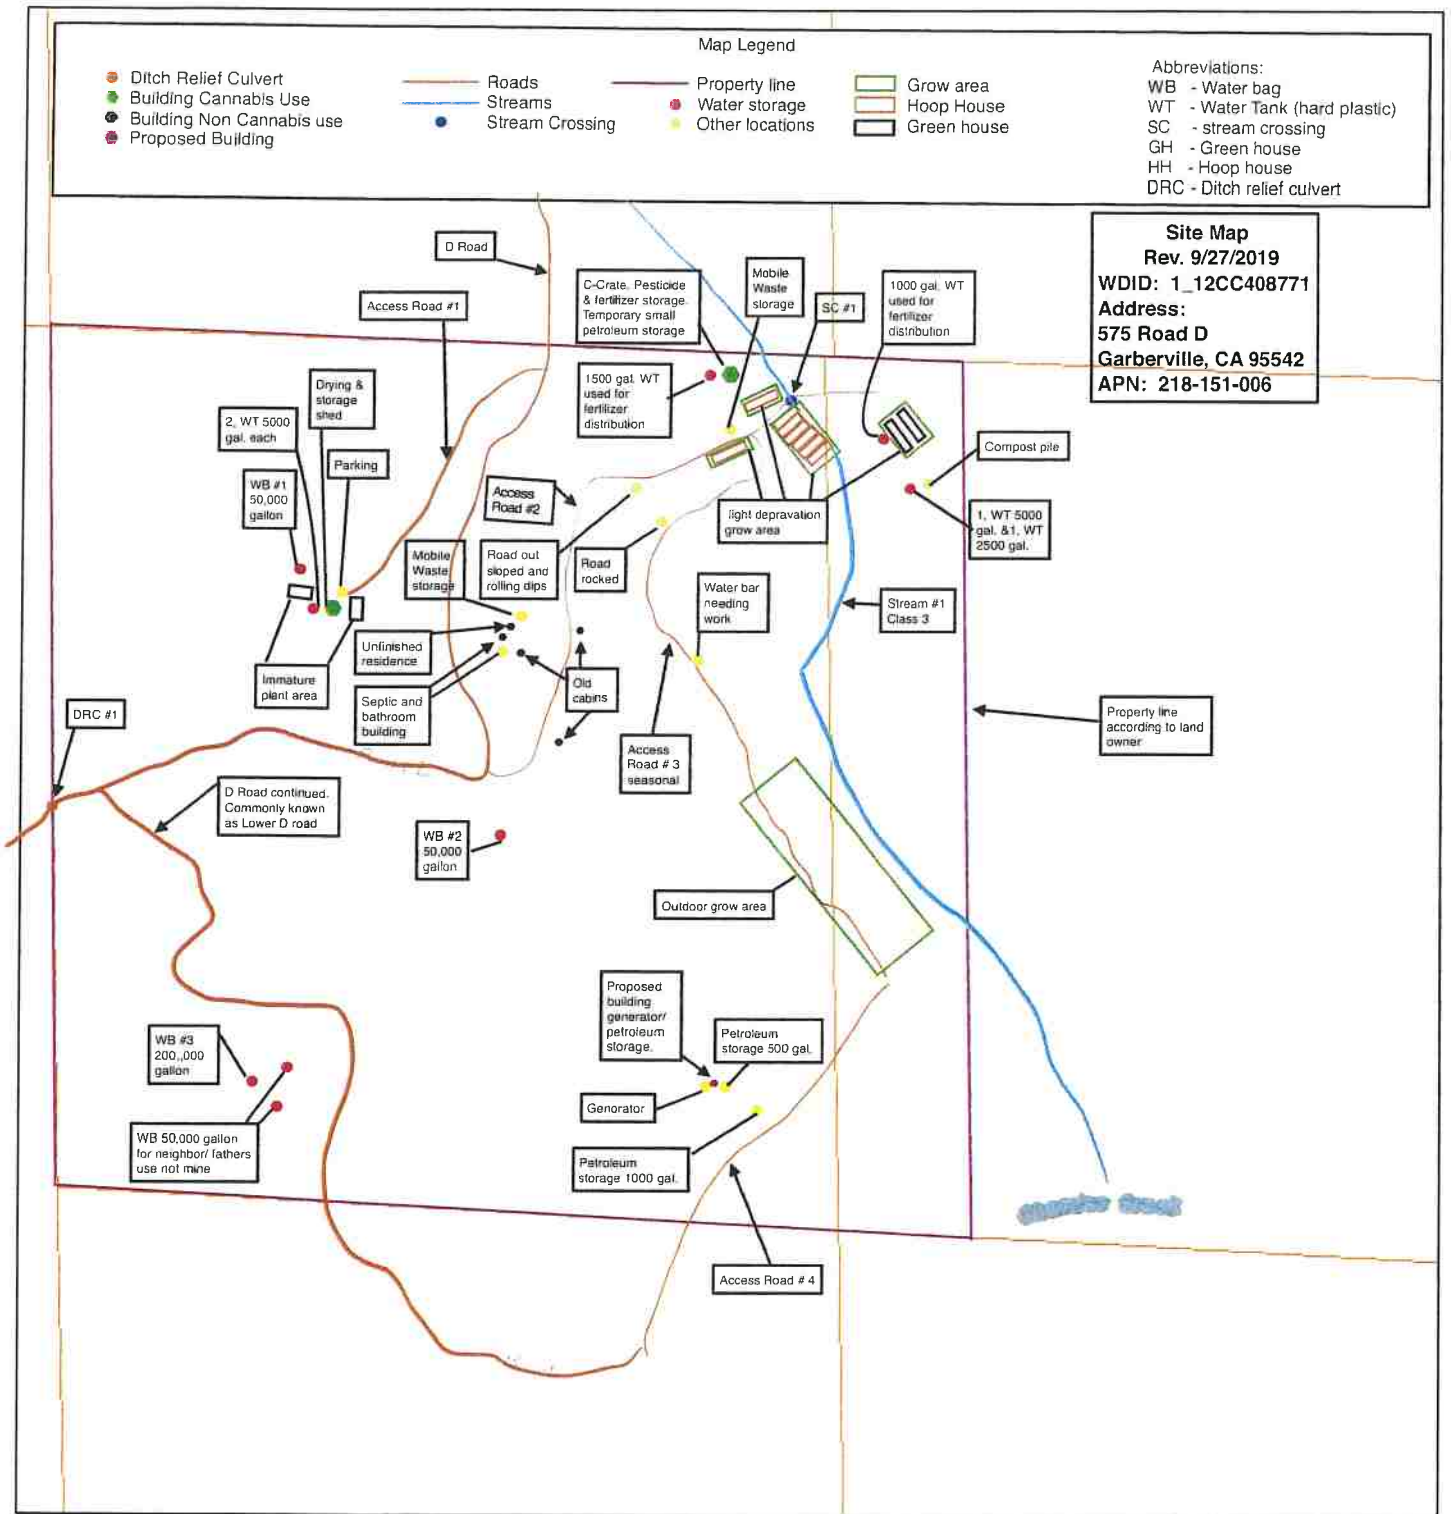 Map Legend
Ditch Relief Culvert
Building Cannabis Use
Building Non Cannabis use
Proposed Building
Roads
Streams
Stream Crossing
Property line
Water storage
Other locations
Grow area
Hoop House
Green house
Abbreviations:
WB - Water bag
WT - Water Tank (hard plastic)
SC - stream crossing
GH - Green house
HH - Hoop house
DRC - Ditch relief culvert
Site Map
Rev. 9/27/2019
WDID: 1_12CC408771
Address:
575 Road D
Garberville, CA 95542
APN: 218-151-006
D Road
Access Road #1
C-Crate. Pesticide
& fertilizer storage.
Temporary small
petroleum storage
Mobile
Waste
storage
SC #1
1000 gal. WT
used for
fertilizer
distribution
1500 gal. WT
used for
fertilizer
distribution
Drying &
storage
shed
2, WT 5000
gal. each
Parking
WB #1
50,000
gallon
Access
Road #2
Compost pile
light depravation
grow area
1, WT 5000
gal. &1, WT
2500 gal.
Mobile
Waste
storage
Road out
sloped and
rolling dips
Road
rocked
Water bar
needing
work
Stream #1
Class 3
Unfinished
residence
Immature
plant area
Septic and
bathroom
building
Old
cabins
DRC #1
Access
Road # 3
seasonal
Property line
according to land
owner
D Road continued.
Commonly known
as Lower D road
WB #2
50,000
gallon
Outdoor grow area
Proposed
building
generator/
petroleum
storage.
Petroleum
storage 500 gal.
WB #3
200,,000
gallon
Genorator
WB 50,000 gallon
for neighbor/ fathers
use not mine
Petroleum
storage 1000 gal.
Access Road # 4